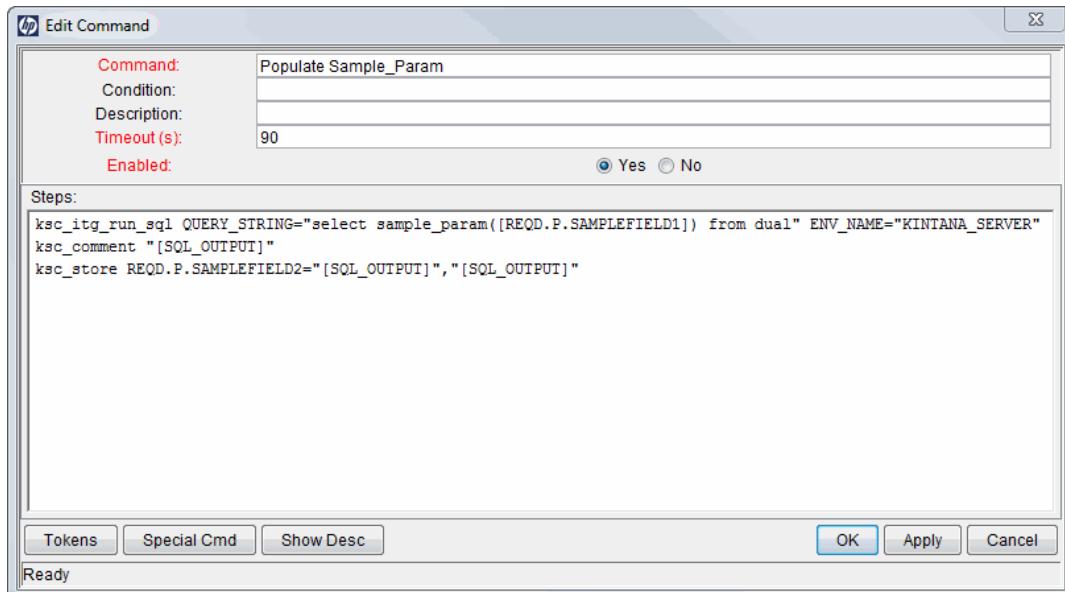 hp Edit Command
Command: Populate Sample_Param
Condition:
Description:
Timeout (s): 90
Enabled: Yes No
Steps:
ksc_itg_run_sql QUERY_STRING="select sample_param([REQD.P.SAMPLEFIELD1]) from dual" ENV_NAME="KINTANA_SERVER"
ksc_comment "[SQL_OUTPUT]"
ksc_store REQD.P.SAMPLEFIELD2="[SQL_OUTPUT]","[SQL_OUTPUT]"
Tokens Special Cmd Show Desc OK Apply Cancel
Ready